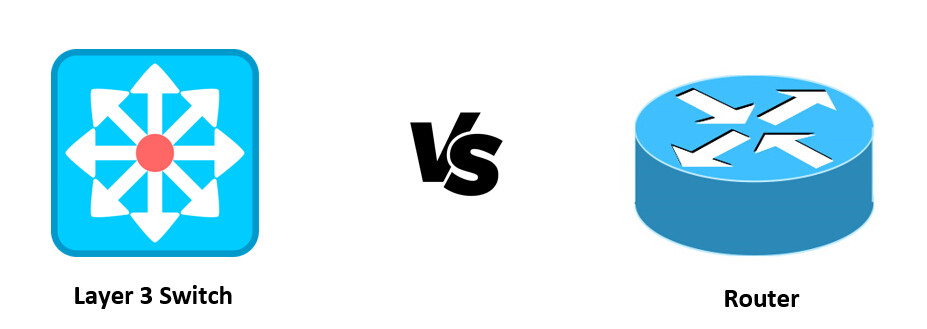 VS
Layer 3 Switch
Router